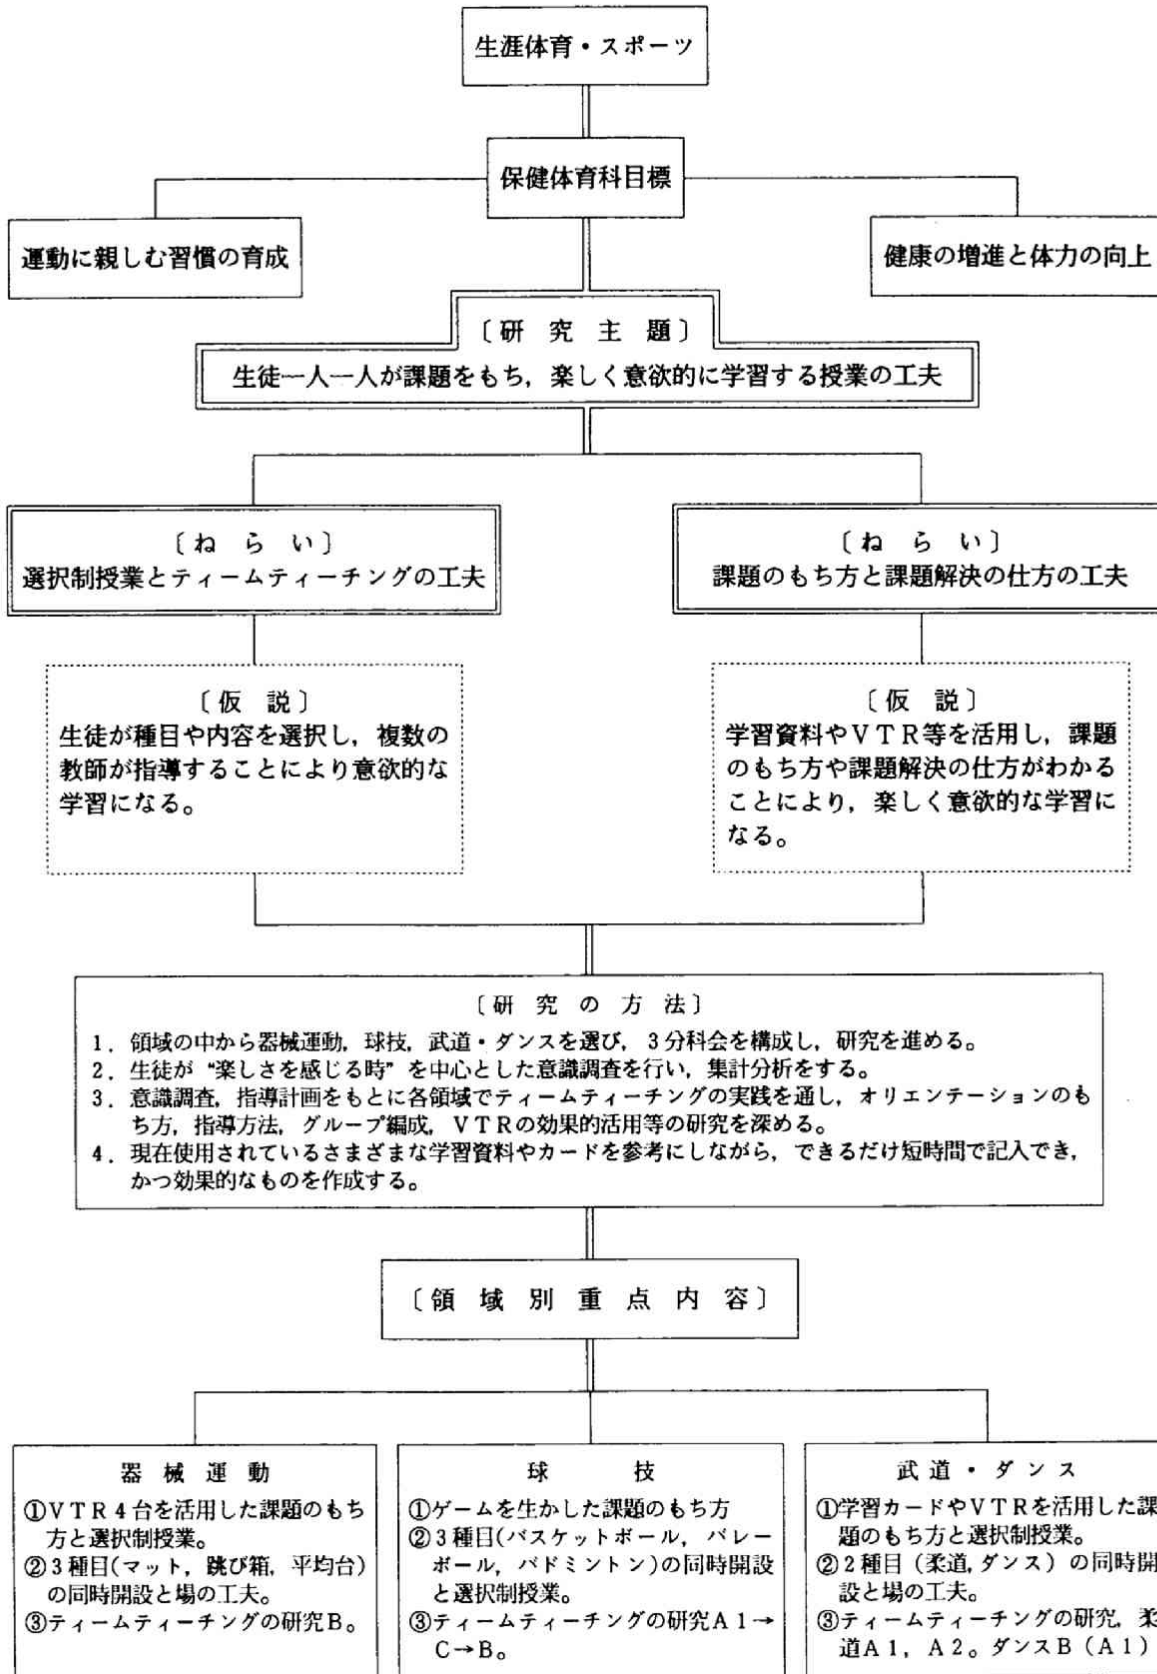 生涯体育・スポーツ
保健体育科目標
運動に親しむ習慣の育成
健康の増進と体力の向上
〔研　究　主　題〕
生徒一人一人が課題をもち，楽しく意欲的に学習する授業の工夫
〔ね　ら　い〕
選択制授業とティームティーチングの工夫
〔ね　ら　い〕
課題のもち方と課題解決の仕方の工夫
〔仮　説〕
生徒が種目や内容を選択し，複数の
教師が指導することにより意欲的な
学習になる。
〔仮　説〕
学習資料やＶＴＲ等を活用し，課題
のもち方や課題解決の仕方がわかる
ことにより，楽しく意欲的な学習に
なる。
〔研　究　の　方　法〕
1．領域の中から器械運動，球技，武道・ダンスを選び，3分科会を構成し，研究を進める。
2．生徒が“楽しさを感じる時”を中心とした意識調査を行い，集計分析をする。
3．意識調査，指導計画をもとに各領域でティームティーチングの実践を通し，オリエンテーションのも
ち方，指導方法，グループ編成，ＶＴＲの効果的活用等の研究を深める。
4．現在使用されているさまざまな学習資料やカードを参考にしながら，できるだけ短時間で記入でき，
かつ効果的なものを作成する。
〔領　域　別　重　点　内　容〕
器　械　運　動
①ＶＴＲ4台を活用した課題のもち
方と選択制授業。
②3種目(マット，跳び箱，平均台)
の同時開設と場の工夫。
③ティームティーチングの研究Ｂ。
球　　技
①ゲームを生かした課題のもち方
②3種目(バスケットボール，バレー
ボール，バドミントン)の同時開設
と選択制授業。
③ティームティーチングの研究Ａ1→
Ｃ→Ｂ。
武　道・ダ　ン　ス
①学習カードやＶＴＲを活用した課
題のもち方と選択制授業。
②2種目（柔道,ダンス）の同時開
設と場の工夫。
③ティームティーチングの研究，柔
道Ａ1，Ａ2。ダンスＢ（Ａ1）